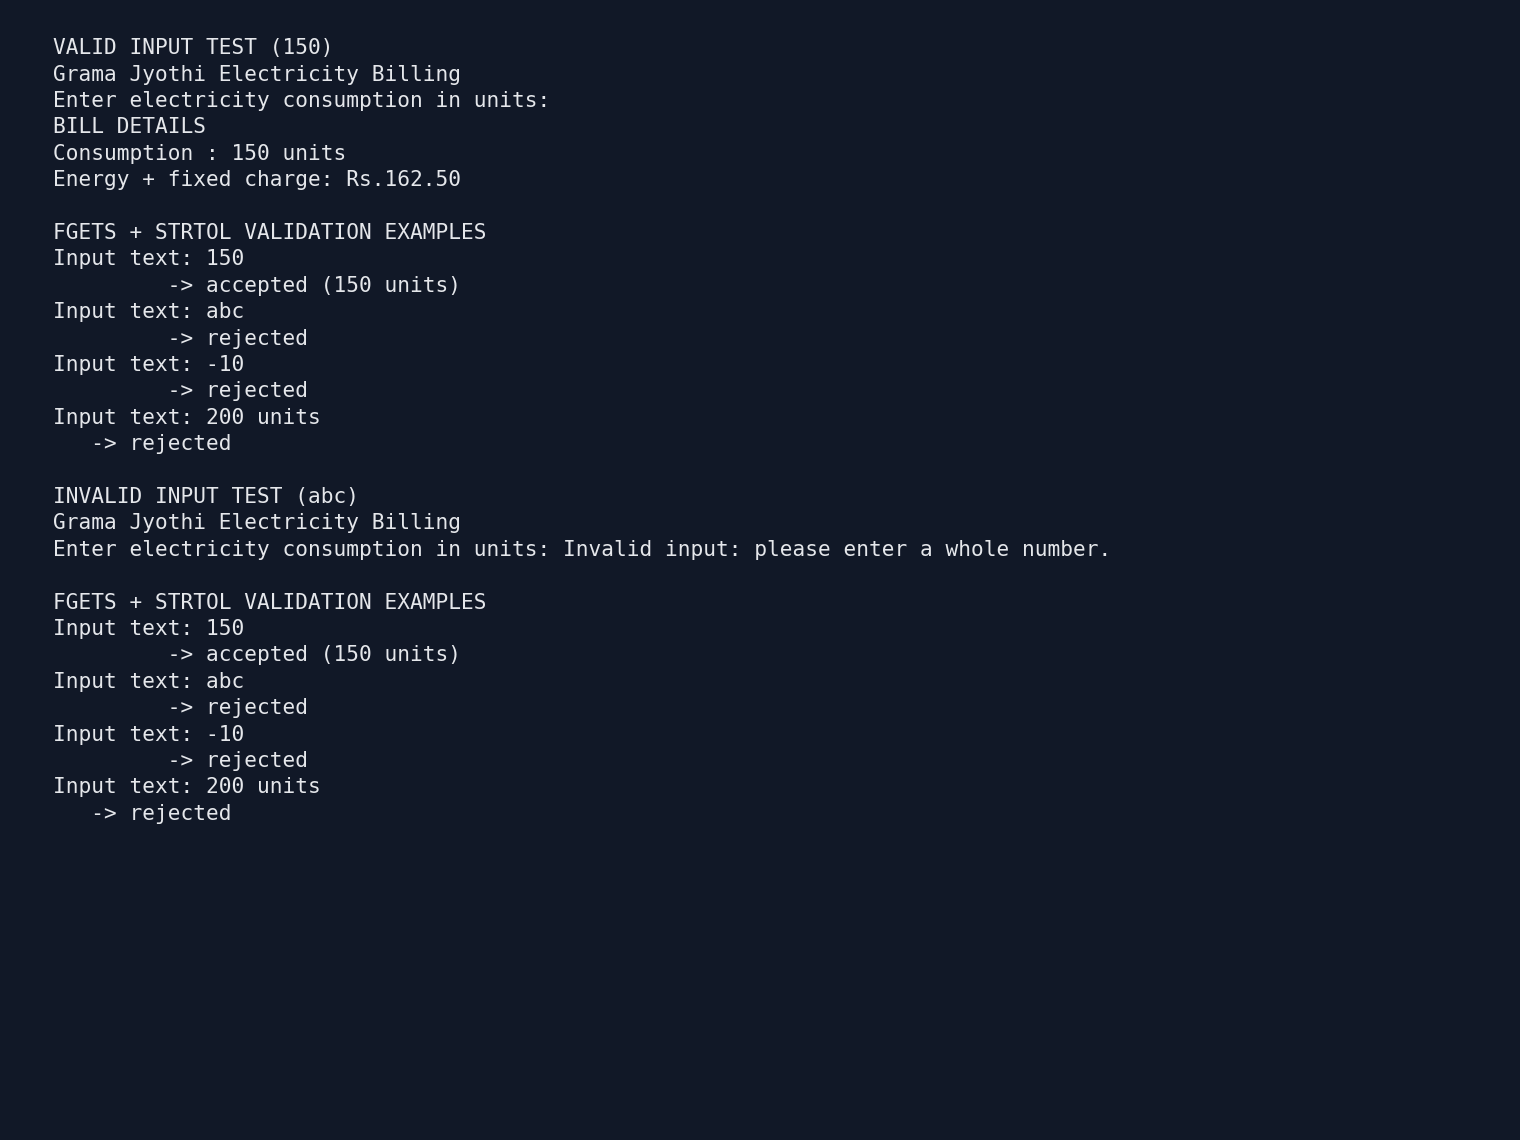 VALID INPUT TEST (150)
Grama Jyothi Electricity Billing
Enter electricity consumption in units:
BILL DETAILS
Consumption : 150 units
Energy + fixed charge: Rs.162.50

FGETS + STRTOL VALIDATION EXAMPLES
Input text: 150
         -> accepted (150 units)
Input text: abc
         -> rejected
Input text: -10
         -> rejected
Input text: 200 units
   -> rejected

INVALID INPUT TEST (abc)
Grama Jyothi Electricity Billing
Enter electricity consumption in units: Invalid input: please enter a whole number.

FGETS + STRTOL VALIDATION EXAMPLES
Input text: 150
         -> accepted (150 units)
Input text: abc
         -> rejected
Input text: -10
         -> rejected
Input text: 200 units
   -> rejected